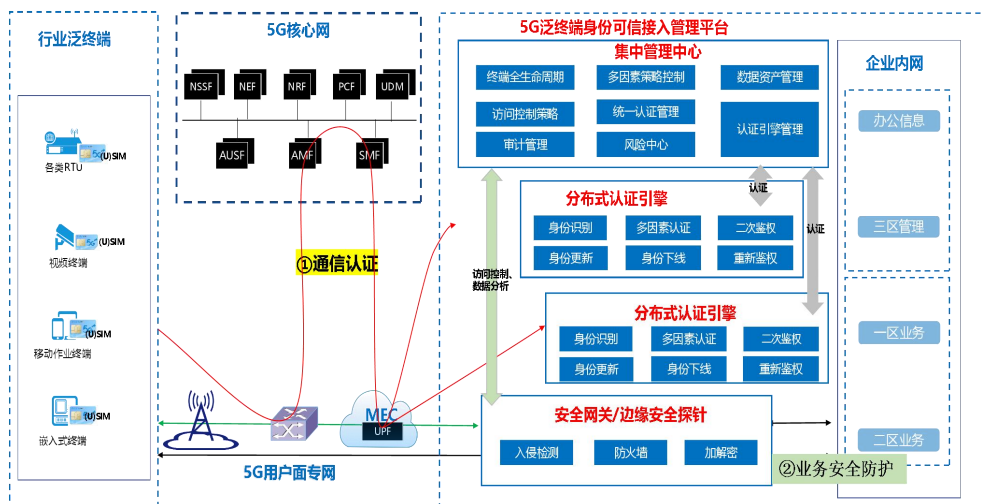 行业泛终端
各类RTU
(U)SIM
5G
视频终端
(U)SIM
5G
移动作业终端
(U)SIM
5G
嵌入式终端
(U)SIM
5G
5G核心网
NSSF
NEF
NRF
PCF
UDM
AUSF
AMF
SMF
①通信认证
MEC
UPF
5G用户面专网
5G泛终端身份可信接入管理平台
集中管理中心
终端全生命周期
多因素策略控制
数据资产管理
访问控制策略
统一认证管理
认证引擎管理
审计管理
风险中心
认证
认证
访问控制、
数据分析
分布式认证引擎
身份识别
多因素认证
二次鉴权
身份更新
身份下线
重新鉴权
分布式认证引擎
身份识别
多因素认证
二次鉴权
身份更新
身份下线
重新鉴权
安全网关/边缘安全探针
入侵检测
防火墙
加解密
②业务安全防护
企业内网
办公信息
三区管理
一区业务
二区业务